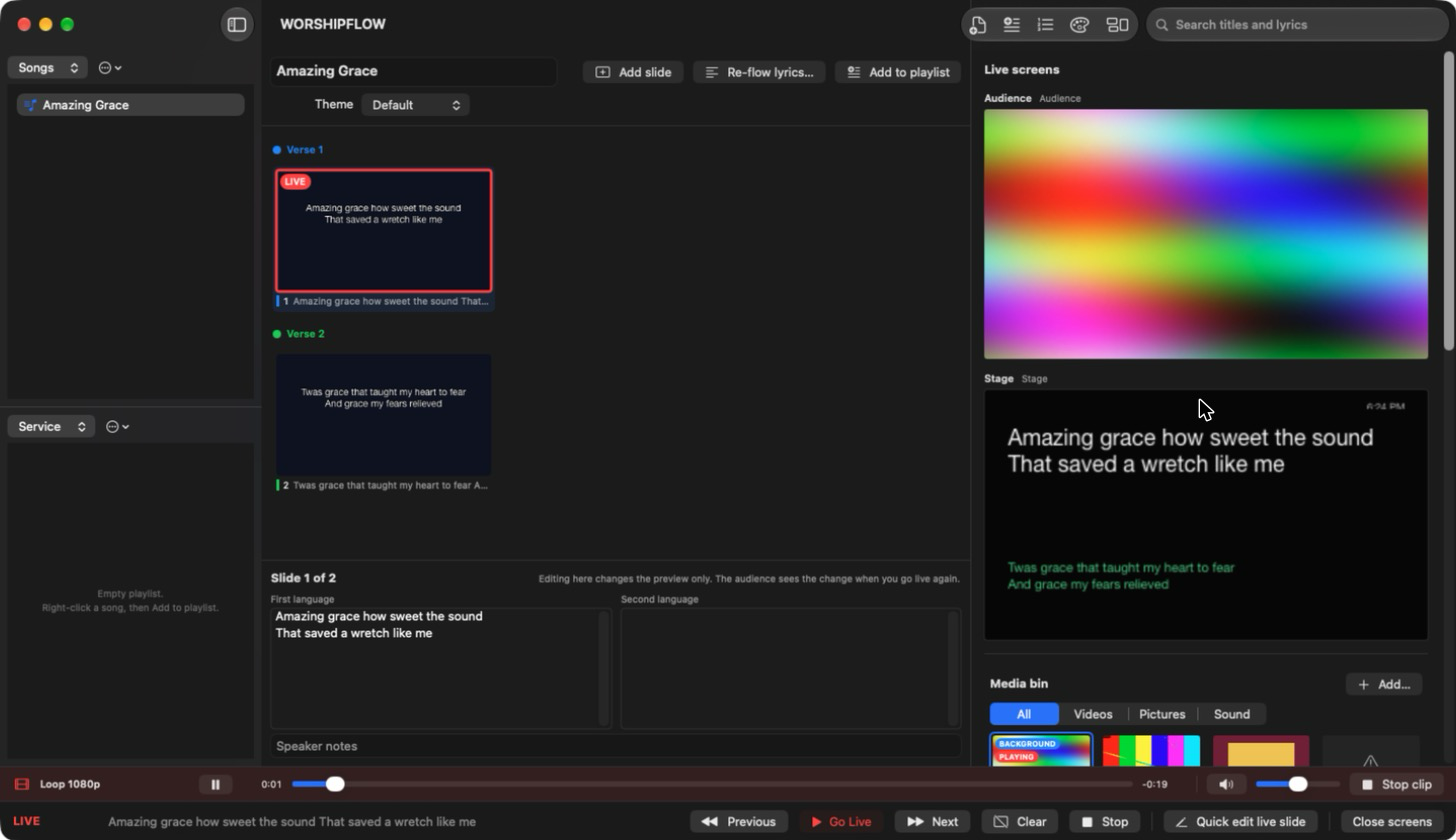 WORSHIPFLOW
Search titles and lyrics
Songs
Amazing Grace
Amazing Grace
Add slide
Re-flow lyrics...
Add to playlist
Theme
Default
Verse 1
LIVE
Amazing grace how sweet the sound
That saved a wretch like me
1 Amazing grace how sweet the sound That...
Verse 2
Twas grace that taught my heart to fear
And grace my fears relieved
2 Twas grace that taught my heart to fear A...
Service
Empty playlist.
Right-click a song, then Add to playlist.
Slide 1 of 2
Editing here changes the preview only. The audience sees the change when you go live again.
First language
Second language
Amazing grace how sweet the sound
That saved a wretch like me
Speaker notes
Live screens
Audience Audience
Stage Stage
6:24 PM
Amazing grace how sweet the sound
That saved a wretch like me
Twas grace that taught my heart to fear
And grace my fears relieved
Media bin
Add...
All
Videos
Pictures
Sound
BACKGROUND
PLAYING
Loop 1080p
0:01
-0:19
Stop clip
LIVE
Amazing grace how sweet the sound That saved a wretch like me
Previous
Go Live
Next
Clear
Stop
Quick edit live slide
Close screens